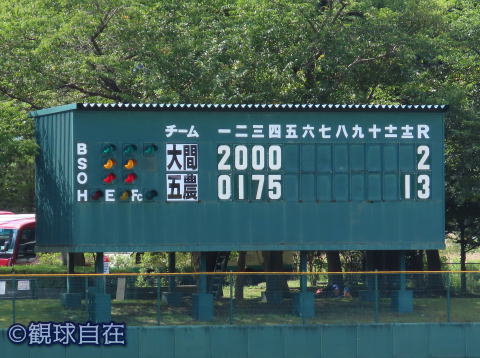 チーム 一二三四五六七八九十士圭R
B
S
O
H E Fc
大間 2000 2
五農 0175 13
©観球自在